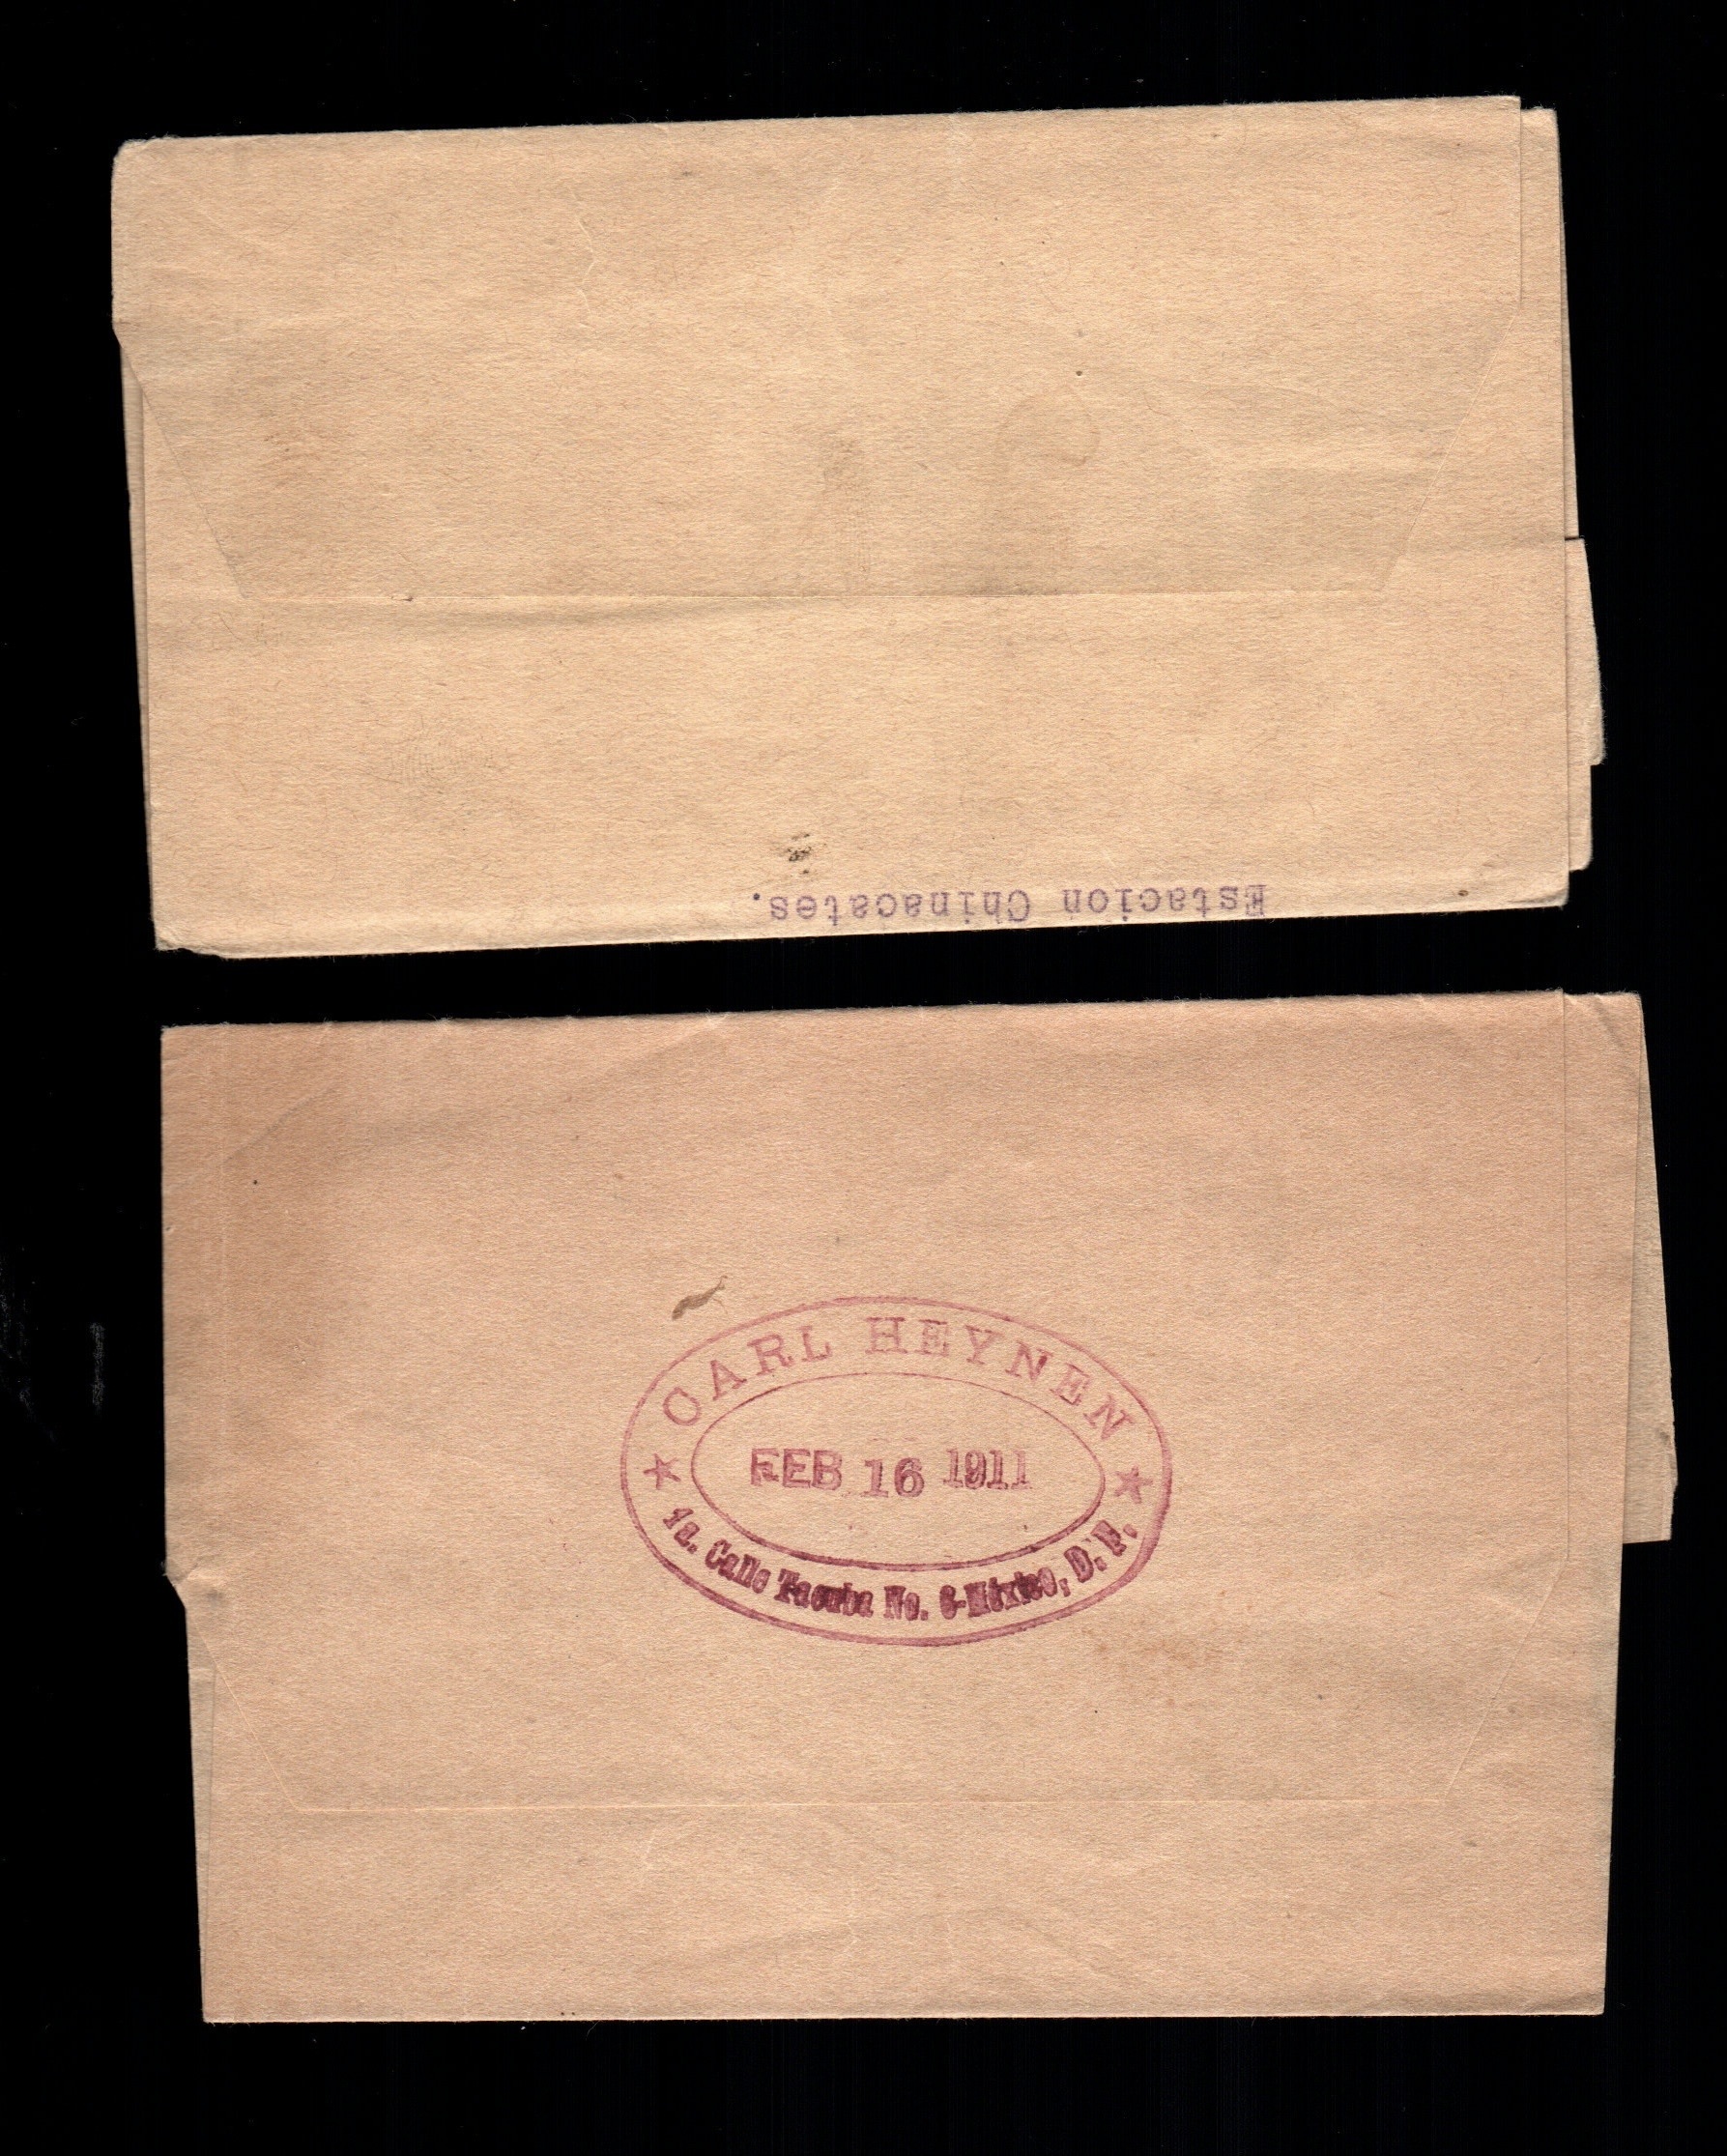 Estacion Chinacates.
CARL HEYNEN
FEB 16 1911
1a. Calle Tacuba No. 6-México, D. F.